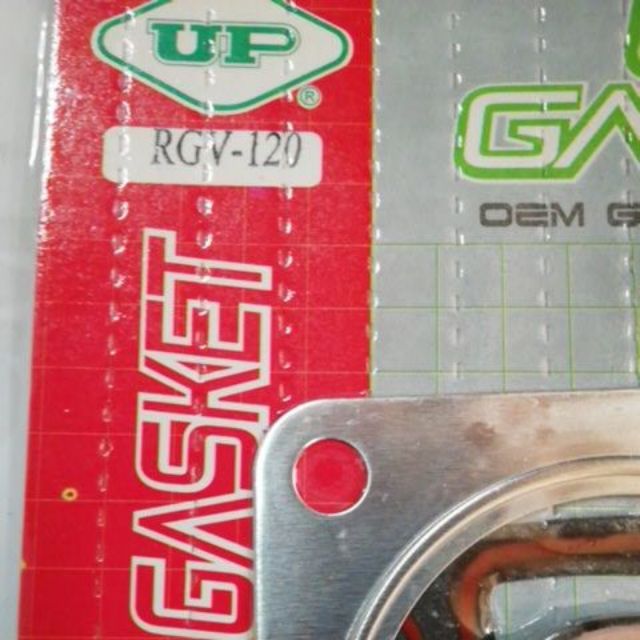 UP
®
RGV-120
GASKET
GA
OEM G